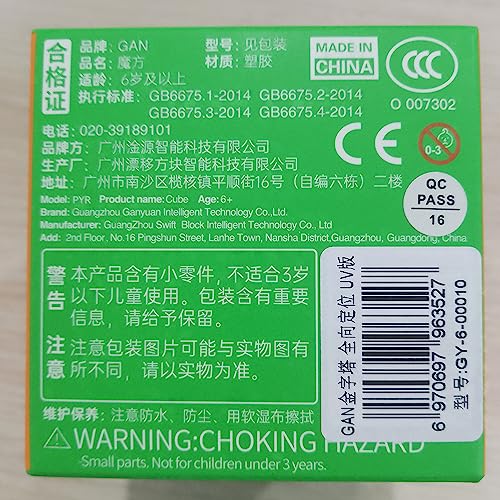 合格证
品牌：GAN 型号：见包装
品名：魔方 材质：塑胶
适龄：6岁及以上
MADE IN
CHINA
CCC
O 007302
执行标准：GB6675.1-2014 GB6675.2-2014
GB6675.3-2014 GB6675.4-2014
电话：020-39189101
CE
0-3
品牌方：广州淦源智能科技有限公司
生产厂：广州漂移方块智能科技有限公司
地址：广州市南沙区榄核镇平顺街16号（自编六栋）二楼
QC
PASS
16
Model: PYR Product name: Cube Age: 6+
Brand: Guangzhou Ganyuan Intelligent Technology Co., Ltd.
Manufacturer: GuangZhou Swift Block Intelligent Technology Co., Ltd.
Add: 2nd Floor, No.16 Pingshun Street, Lanhe Town, Nansha District,Guangzhou, Guangdong, China
警告
本产品含有小零件，不适合3岁
以下儿童使用。包装含有重要
信息，请给予保留。
注意
注意包装图片可能与实物图有
所不同，请以实物为准。
维护保养：注意防水、防尘、用软湿布擦拭
WARNING:CHOKING HAZARD
-Small parts. Not for children under 3 years.
GAN金字塔 全向定位 UV版
6 970697 963527
型号:GY-6-00010